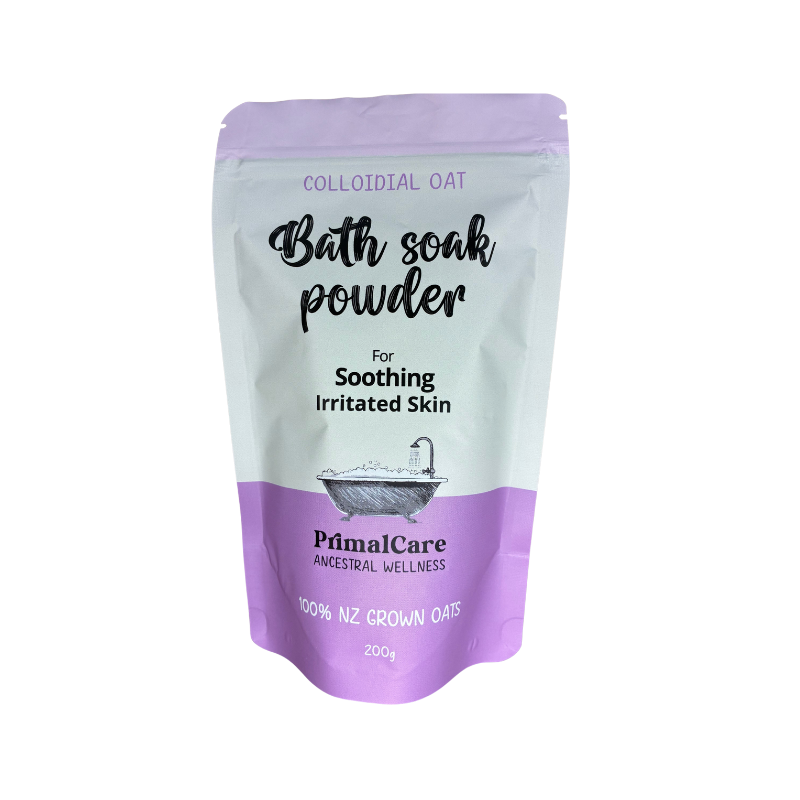 COLLOIDIAL OAT
Bath soak
powder
For
Soothing
Irritated Skin
PrimalCare
ANCESTRAL WELLNESS
100% NZ GROWN OATS
200g